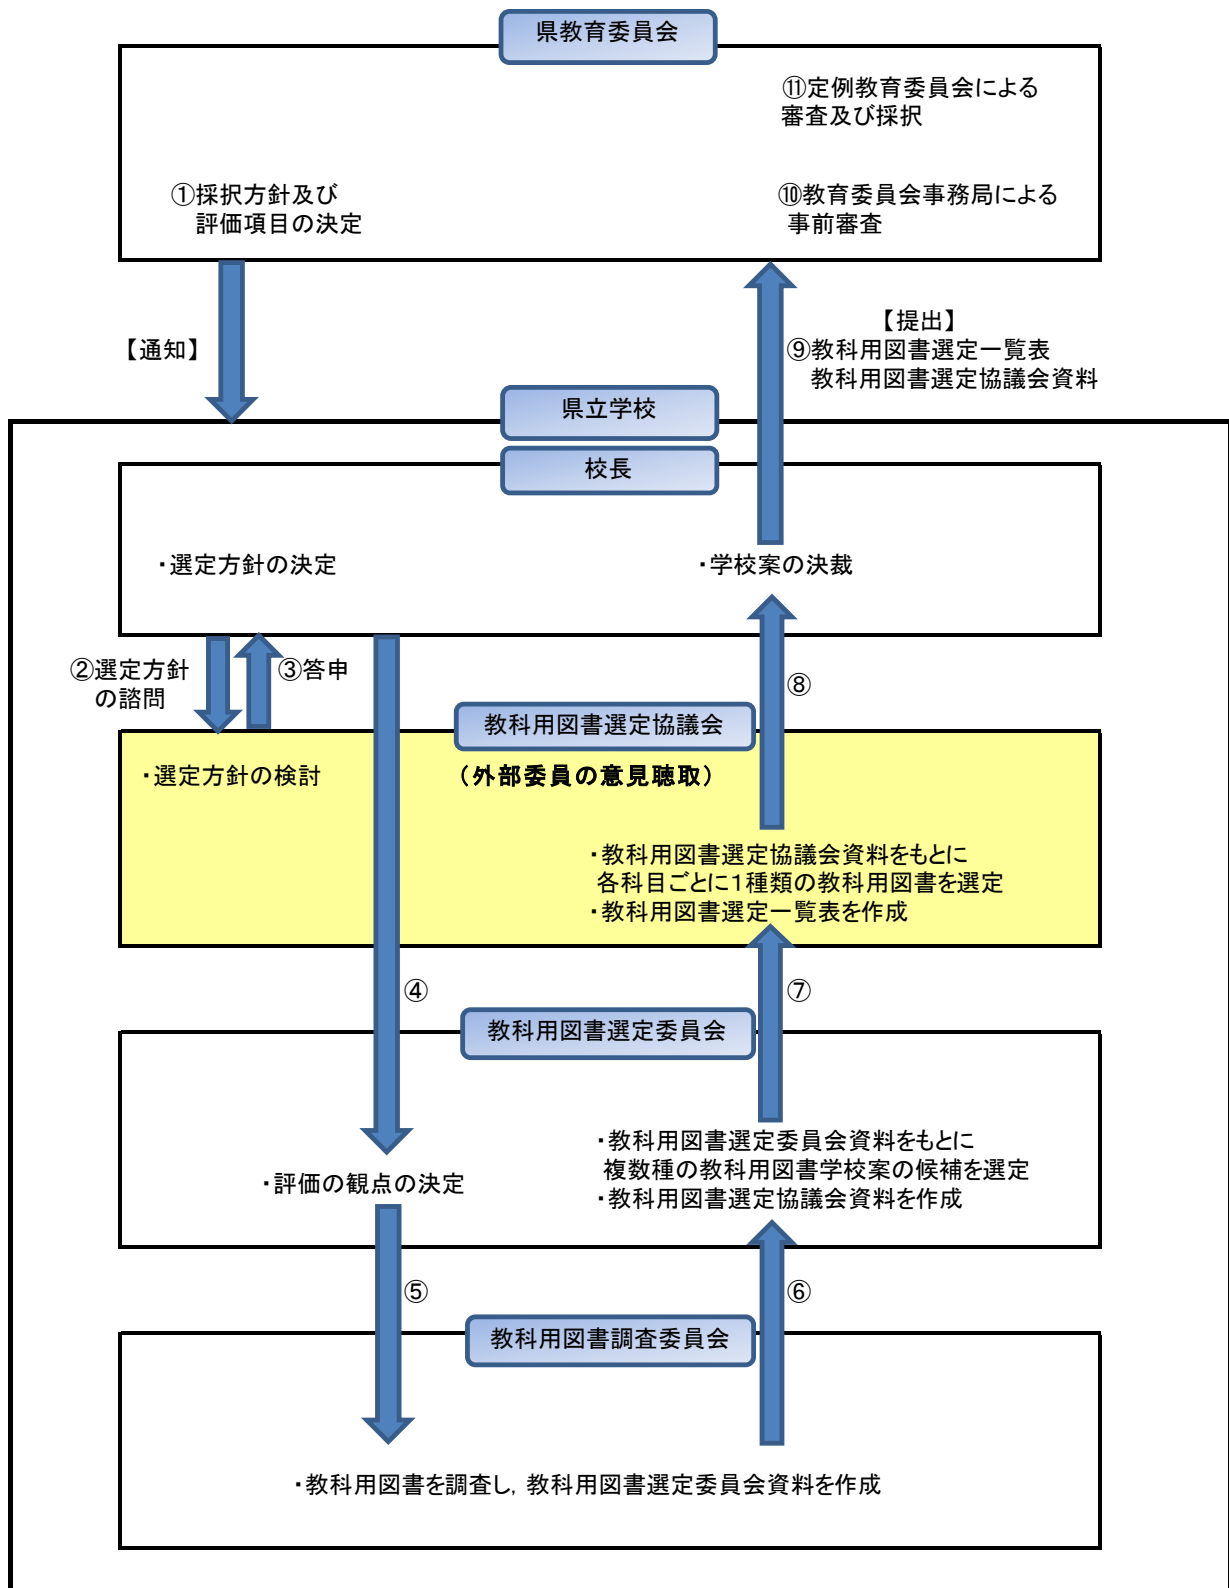 県教育委員会
⑪定例教育委員会による
審査及び採択
①採択方針及び
評価項目の決定
⑩教育委員会事務局による
事前審査
【通知】
【提出】
⑨教科用図書選定一覧表
教科用図書選定協議会資料
県立学校
校長
・選定方針の決定
・学校案の決裁
②選定方針
の諮問
③答申
⑧
教科用図書選定協議会
・選定方針の検討
（外部委員の意見聴取）
・教科用図書選定協議会資料をもとに
各科目ごとに１種類の教科用図書を選定
・教科用図書選定一覧表を作成
④
⑦
教科用図書選定委員会
・評価の観点の決定
・教科用図書選定委員会資料をもとに
複数種の教科用図書学校案の候補を選定
・教科用図書選定協議会資料を作成
⑤
⑥
教科用図書調査委員会
・教科用図書を調査し，教科用図書選定委員会資料を作成